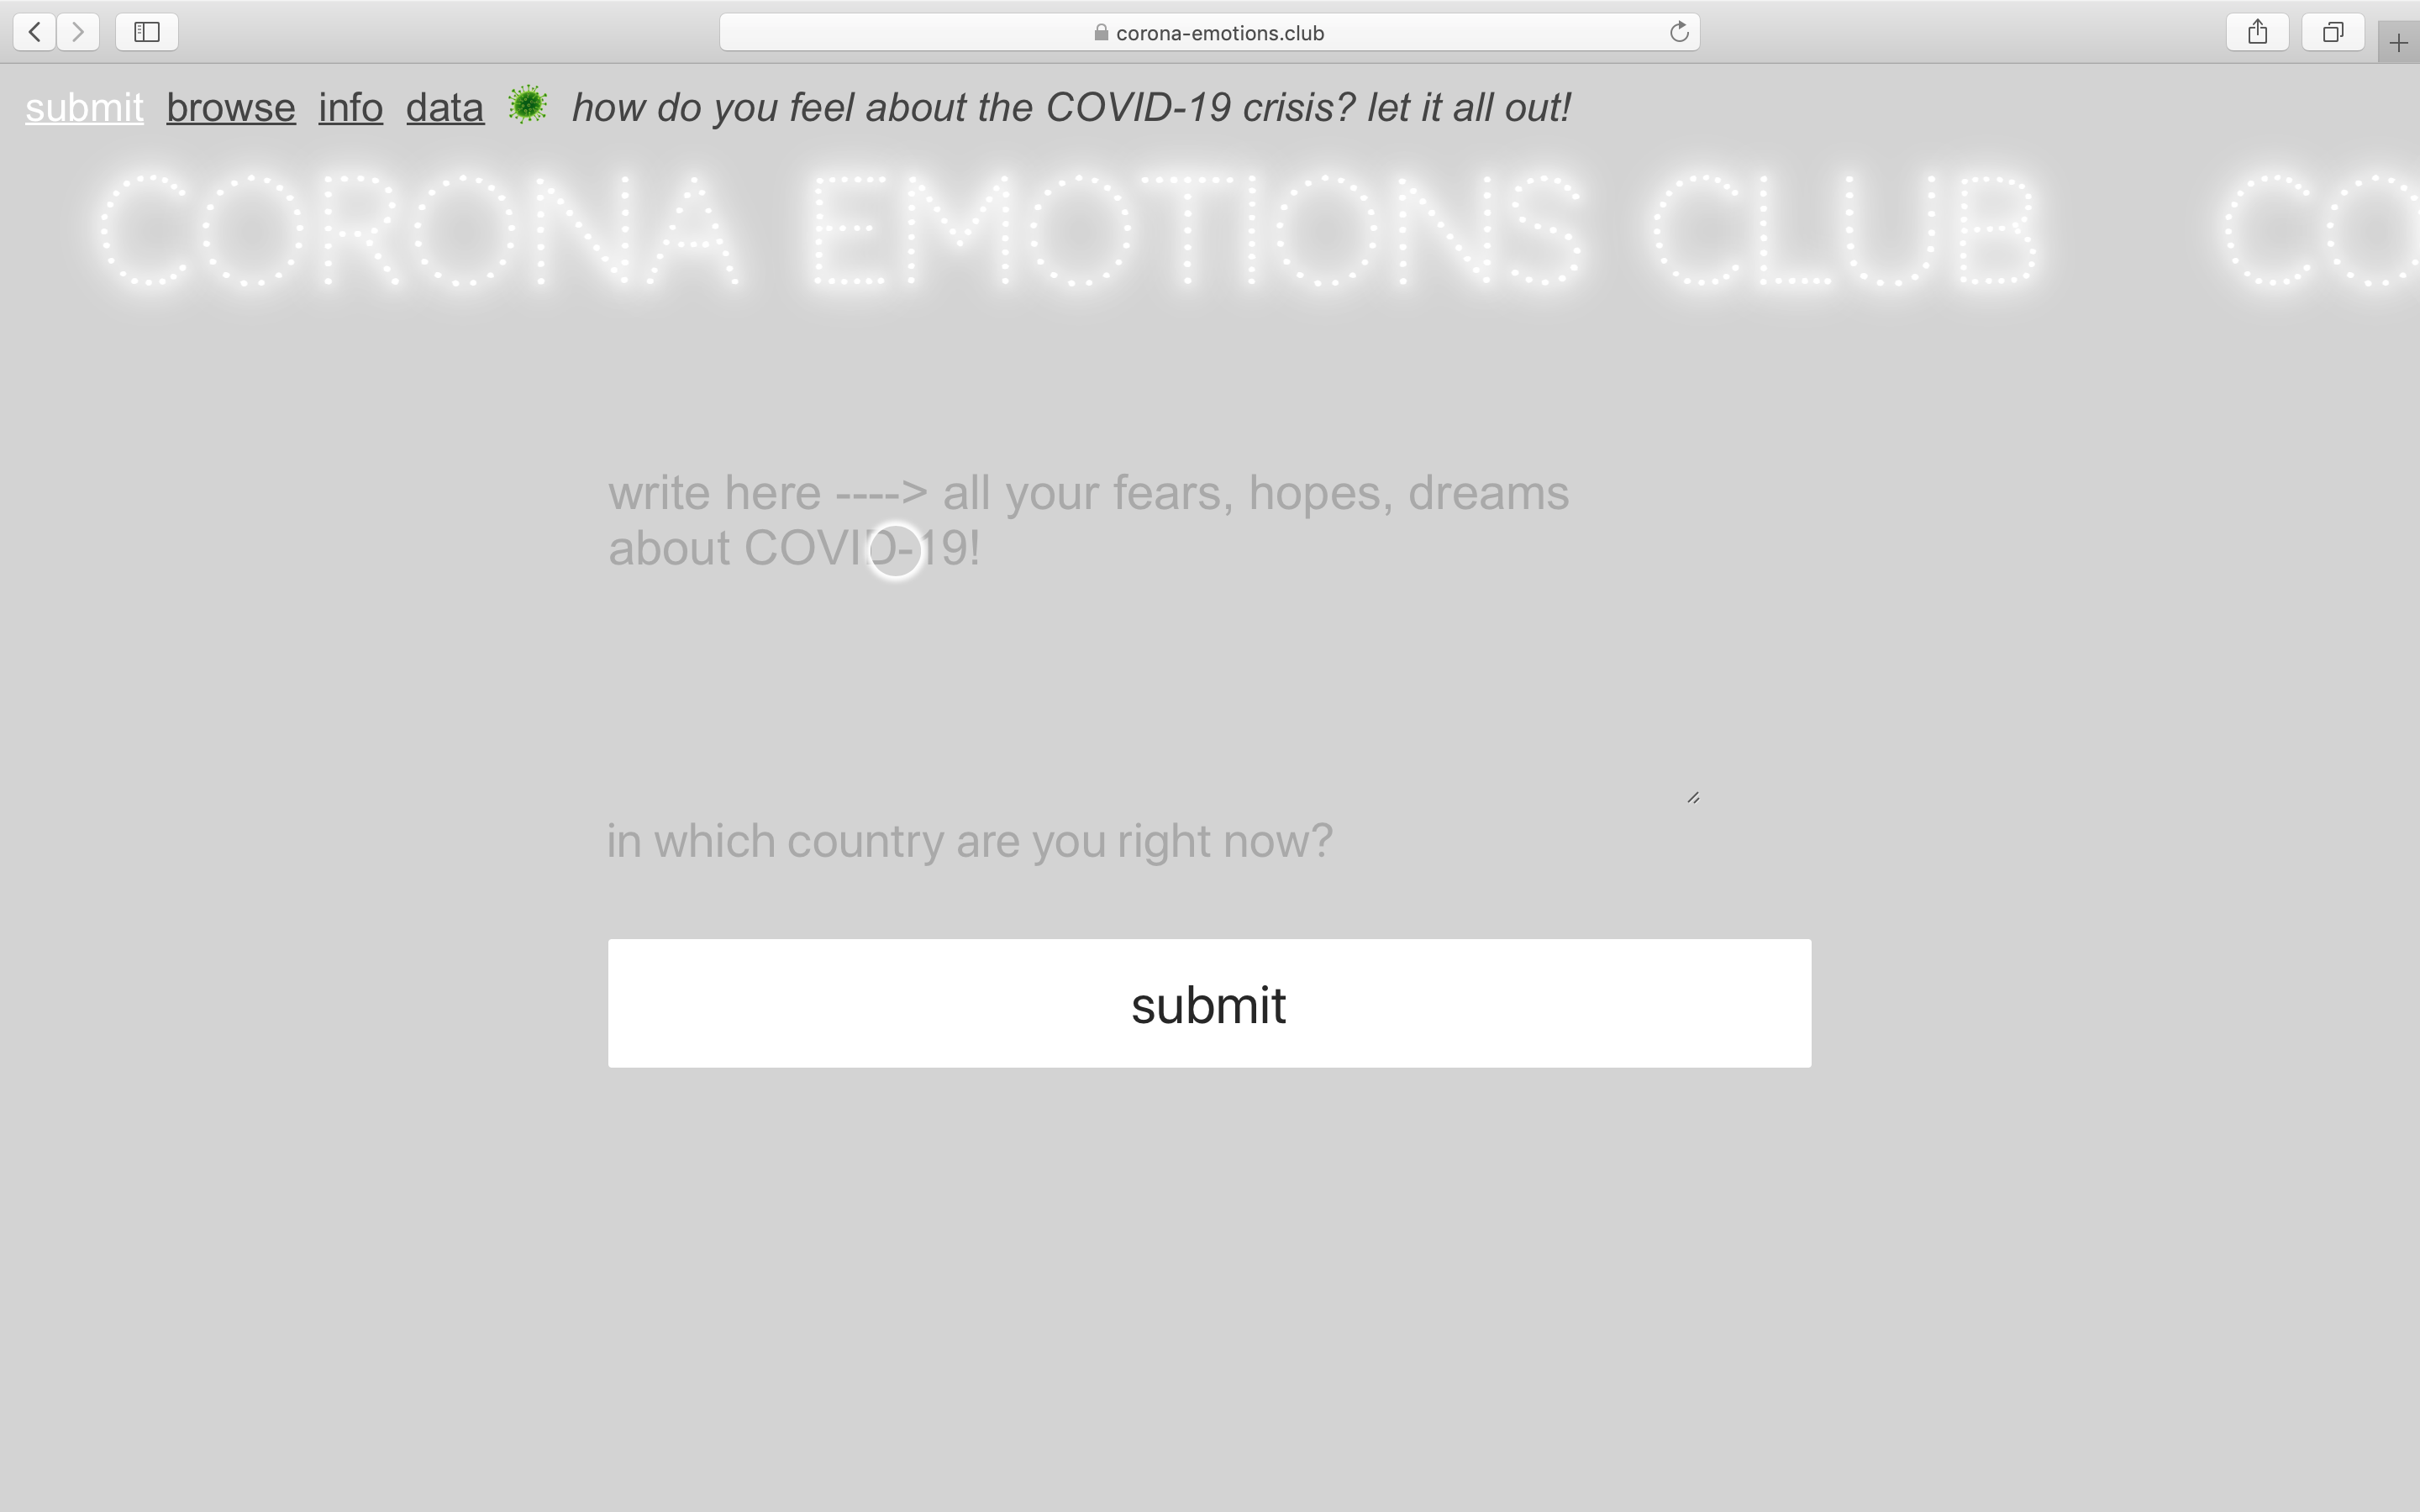 corona-emotions.club
submit browse info data how do you feel about the COVID-19 crisis? let it all out!
CORONA EMOTIONS CLUB CO
write here ----> all your fears, hopes, dreams
about COVID-19!
in which country are you right now?
submit